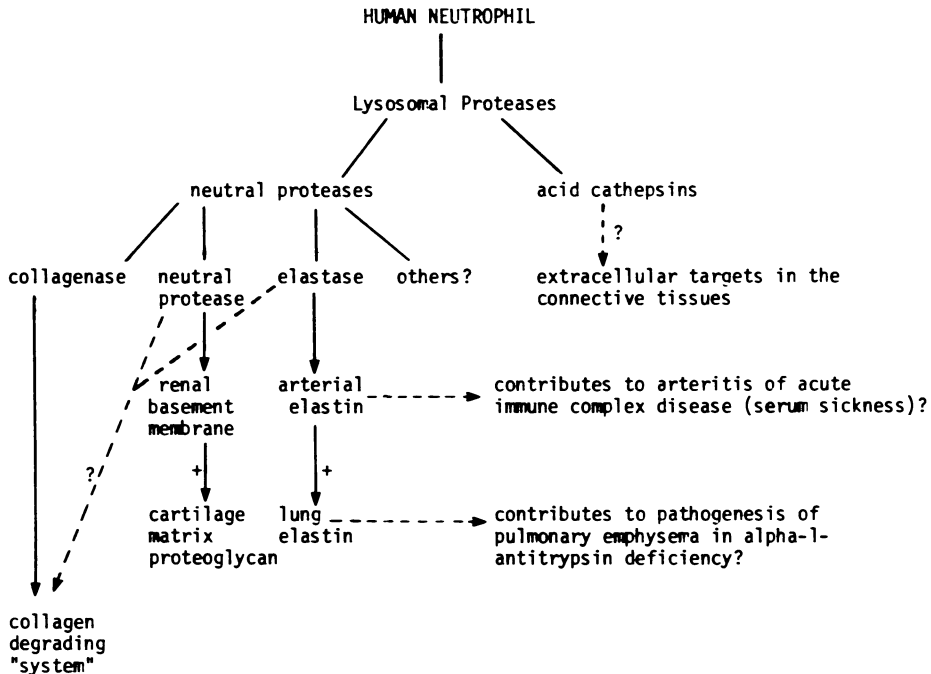 HUMAN NEUTROPHIL
Lysosomal Proteases
neutral proteases
acid cathepsins
?
collagenase
neutral
protease
elastase
others?
extracellular targets in the
connective tissues
renal
basement
membrane
arterial
elastin
contributes to arteritis of acute
immune complex disease (serum sickness)?
?
+
+
cartilage
matrix
proteoglycan
lung
elastin
contributes to pathogenesis of
pulmonary emphysema in alpha-l-
antitrypsin deficiency?
collagen
degrading
"system"